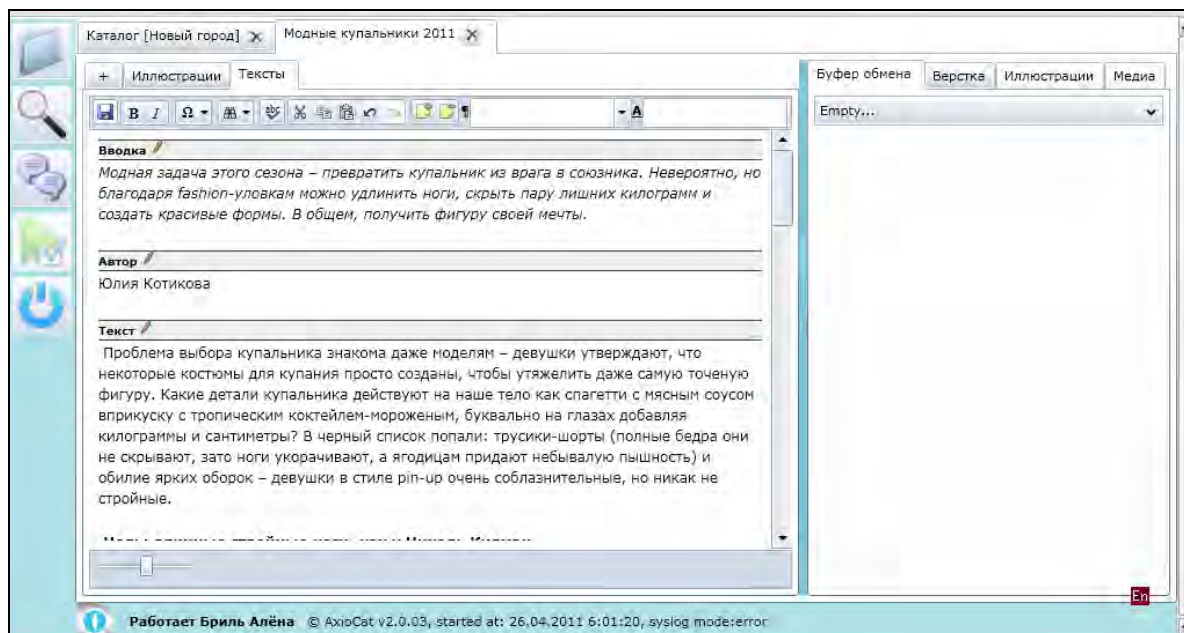 Каталог [Новый город] Модные купальники 2011
+ Иллюстрации Тексты
Буфер обмена Верстка Иллюстрации Медиа
B I Ω abc ¶ A
Empty...
Вводка
Модная задача этого сезона – превратить купальник из врага в союзника. Невероятно, но
благодаря fashion-уловкам можно удлинить ноги, скрыть пару лишних килограмм и
создать красивые формы. В общем, получить фигуру своей мечты.
Автор
Юлия Котикова
Текст
Проблема выбора купальника знакома даже моделям – девушки утверждают, что
некоторые костюмы для купания просто созданы, чтобы утяжелить даже самую точеную
фигуру. Какие детали купальника действуют на наше тело как спагетти с мясным соусом
вприкуску с тропическим коктейлем-мороженым, буквально на глазах добавляя
килограммы и сантиметры? В черный список попали: трусики-шорты (полные бедра они
не скрывают, зато ноги укорачивают, а ягодицам придают небывалую пышность) и
обилие ярких оборок – девушки в стиле pin-up очень соблазнительные, но никак не
стройные.
En
Работает Бриль Алёна © AxioCat v2.0.03, started at: 26.04.2011 6:01:20, syslog mode:error